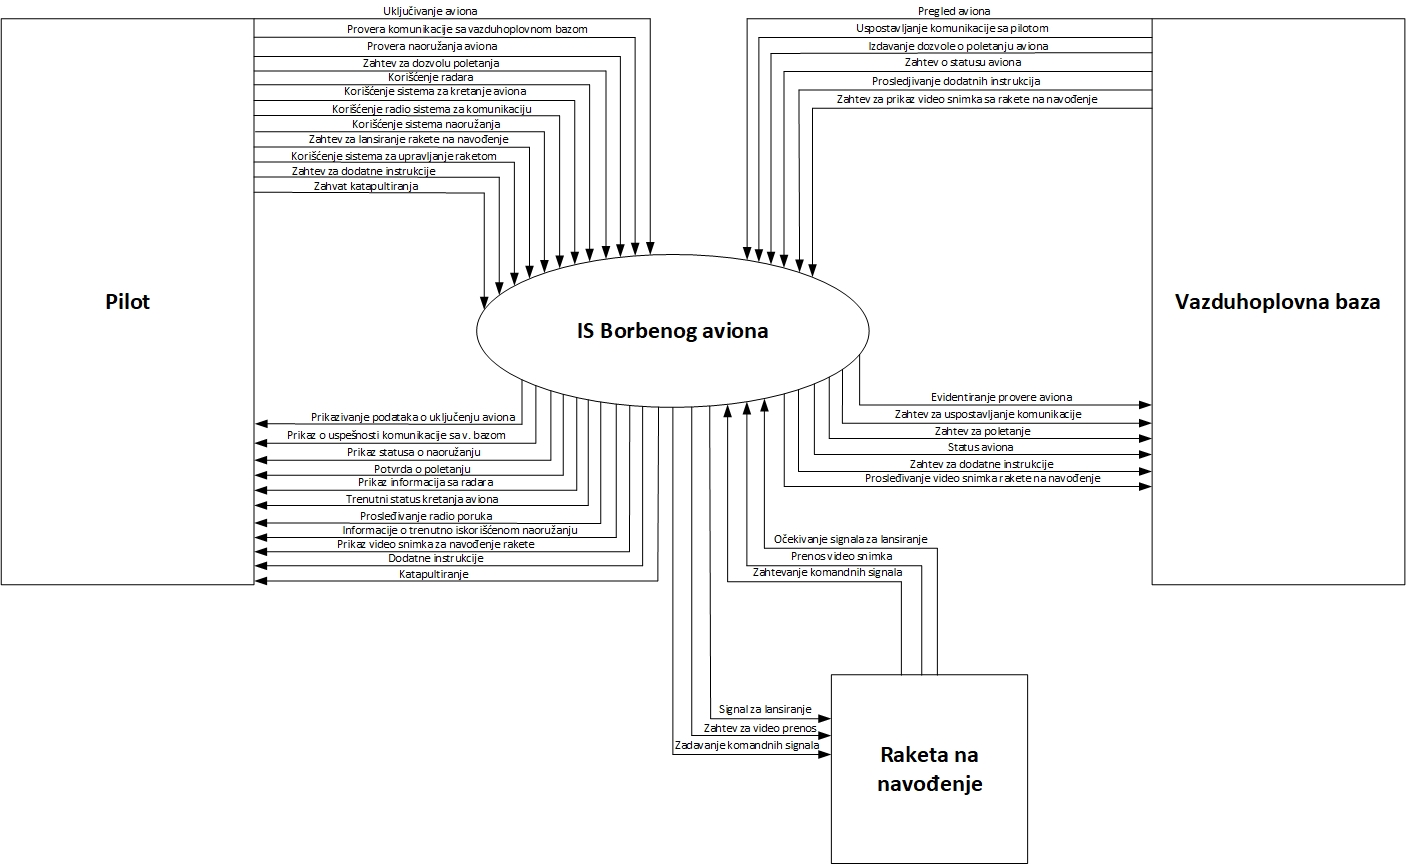 Uključivanje aviona
Provera komunikacije sa vazduhoplovnom bazom
Provera naoružanja aviona
Zahtev za dozvolu poletanja
Korišćenje radara
Korišćenje sistema za kretanje aviona
Korišćenje radio sistema za komunikaciju
Korišćenje sistema naoružanja
Zahtev za lansiranje rakete na navođenje
Korišćenje sistema za upravljanje raketom
Zahtev za dodatne instrukcije
Zahvat katapultiranja
Pregled aviona
Uspostavljanje komunikacije sa pilotom
Izdavanje dozvole o poletanju aviona
Zahtev o statusu aviona
Prosledjivanje dodatnih instrukcija
Zahtev za prikaz video snimka sa rakete na navođenje
Pilot
IS Borbenog aviona
Vazduhoplovna baza
Prikazivanje podataka o uključenju aviona
Prikaz o uspešnosti komunikacije sa v. bazom
Prikaz statusa o naoružanju
Potvrda o poletanju
Prikaz informacija sa radara
Trenutni status kretanja aviona
Prosleđivanje radio poruka
Informacije o trenutno iskorišćenom naoružanju
Prikaz video snimka za navođenje rakete
Dodatne instrukcije
Katapultiranje
Evidentiranje provere aviona
Zahtev za uspostavljanje komunikacije
Zahtev za poletanje
Status aviona
Zahtev za dodatne instrukcije
Prosleđivanje video snimka rakete na navođenje
Očekivanje signala za lansiranje
Prenos video snimka
Zahtevanje komandnih signala
Signal za lansiranje
Zahtev za video prenos
Zadavanje komandnih signala
Raketa na
navođenje